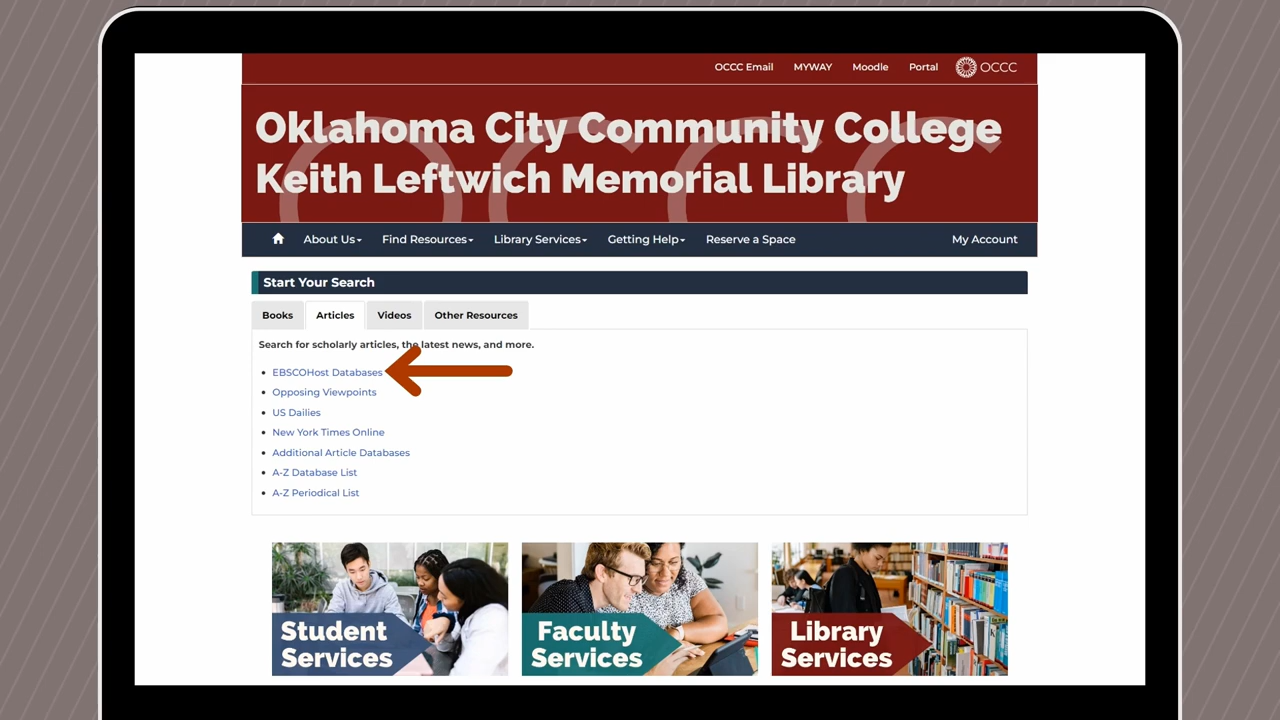 OCCC Email MYWAY Moodle Portal OCCC
Oklahoma City Community College
Keith Leftwich Memorial Library
OCCC
About Us Find Resources Library Services Getting Help Reserve a Space My Account
Start Your Search
Books Articles Videos Other Resources
Search for scholarly articles, the latest news, and more.
EBSCOHost Databases
Opposing Viewpoints
US Dailies
New York Times Online
Additional Article Databases
A-Z Database List
A-Z Periodical List
Student
Services
Faculty
Services
Library
Services